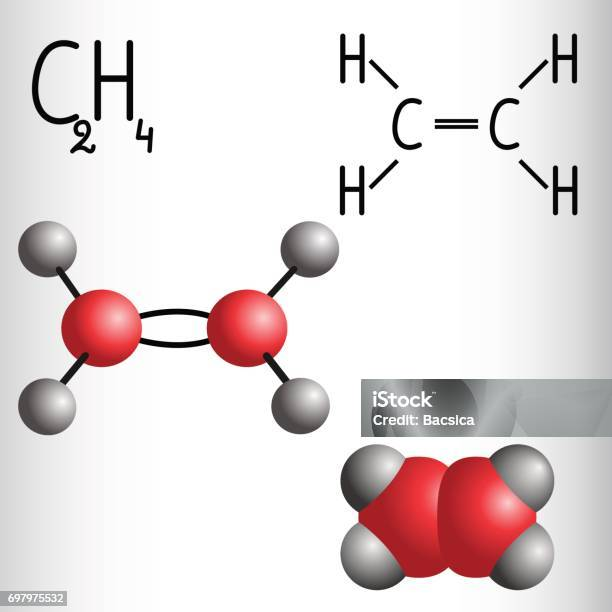 C₂H₄
H H
C=C
H H
iStock
Credit: Bacsica
697975532